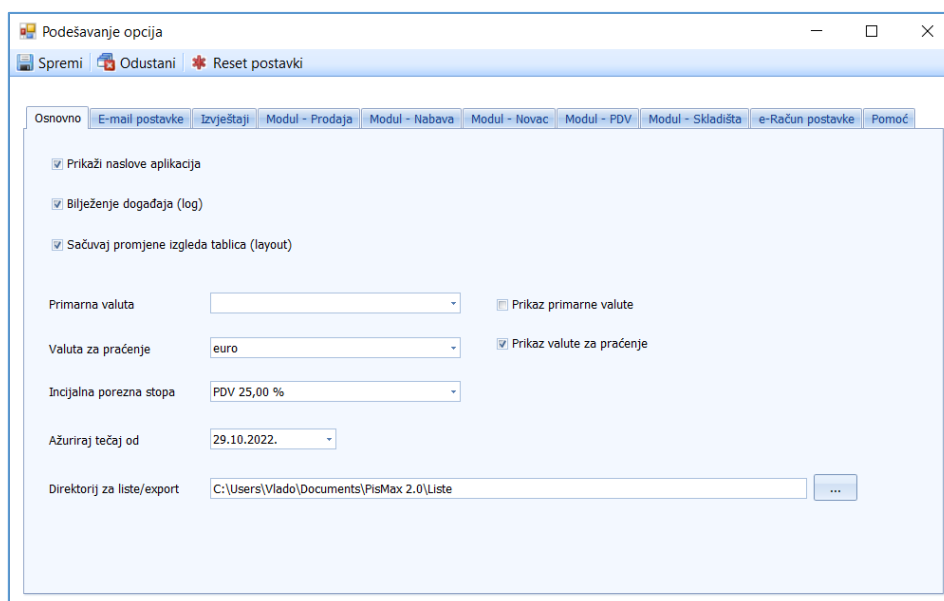 Podešavanje opcija
Spremi Odustani Reset postavki
Osnovno E-mail postavke Izvještaji Modul - Prodaja Modul - Nabava Modul - Novac Modul - PDV Modul - Skladišta e-Račun postavke Pomoć
Prikaži naslove aplikacija
Bilježenje događaja (log)
Sačuvaj promjene izgleda tablica (layout)
Primarna valuta Prikaz primarne valute
Valuta za praćenje euro Prikaz valute za praćenje
Incijalna porezna stopa PDV 25,00 %
Ažuriraj tečaj od 29.10.2022.
Direktorij za liste/export C:\Users\Vlado\Documents\PisMax 2.0\Liste ...